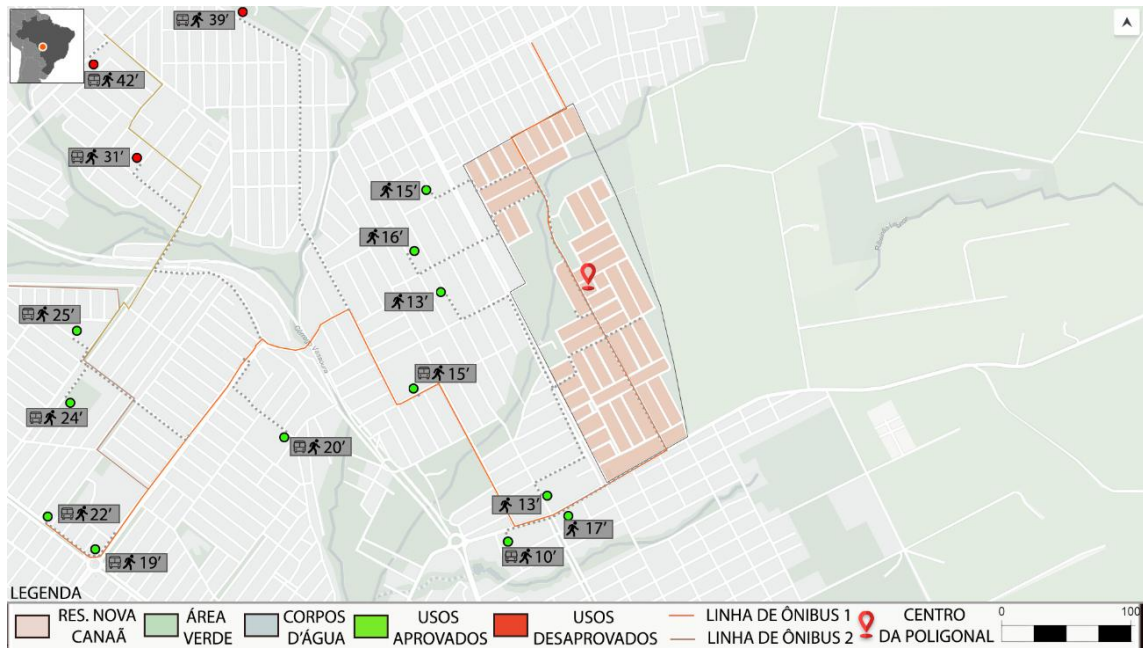 39'
42'
31'
15'
16'
13'
25'
15'
24'
20'
13'
22'
17'
10'
19'
LEGENDA
RES. NOVA CANAÃ
ÁREA VERDE
CORPOS D'ÁGUA
USOS APROVADOS
USOS DESAPROVADOS
LINHA DE ÔNIBUS 1
LINHA DE ÔNIBUS 2
CENTRO DA POLIGONAL
0
100